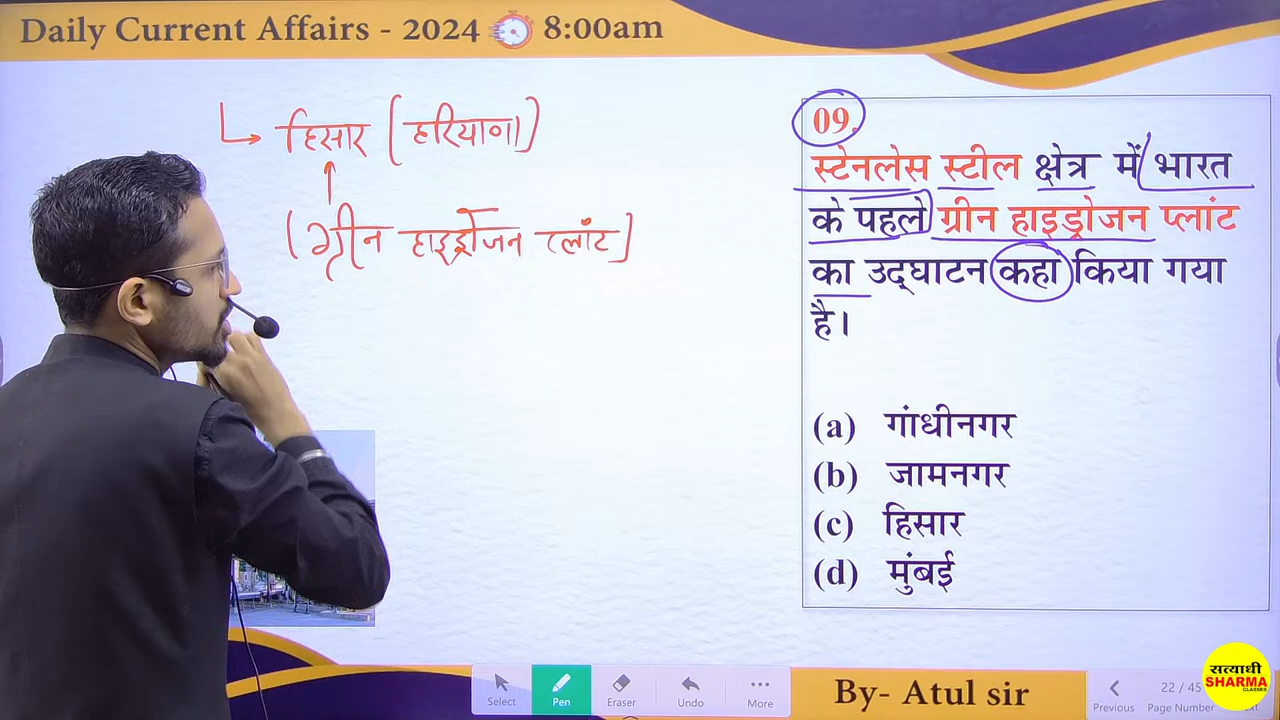 Daily Current Affairs - 2024 8:00am
हिसार (हरियाणा)
(ग्रीन हाइड्रोजन प्लांट)
09.
स्टेनलेस स्टील क्षेत्र में भारत
के पहले ग्रीन हाइड्रोजन प्लांट
का उद्घाटन कहां किया गया
है।
(a) गांधीनगर
(b) जामनगर
(c) हिसार
(d) मुंबई
Select
Pen
Eraser
Undo
More
By- Atul sir
Previous
22 / 45
Page Number
सत्याधी
SHARMA
CLASSES